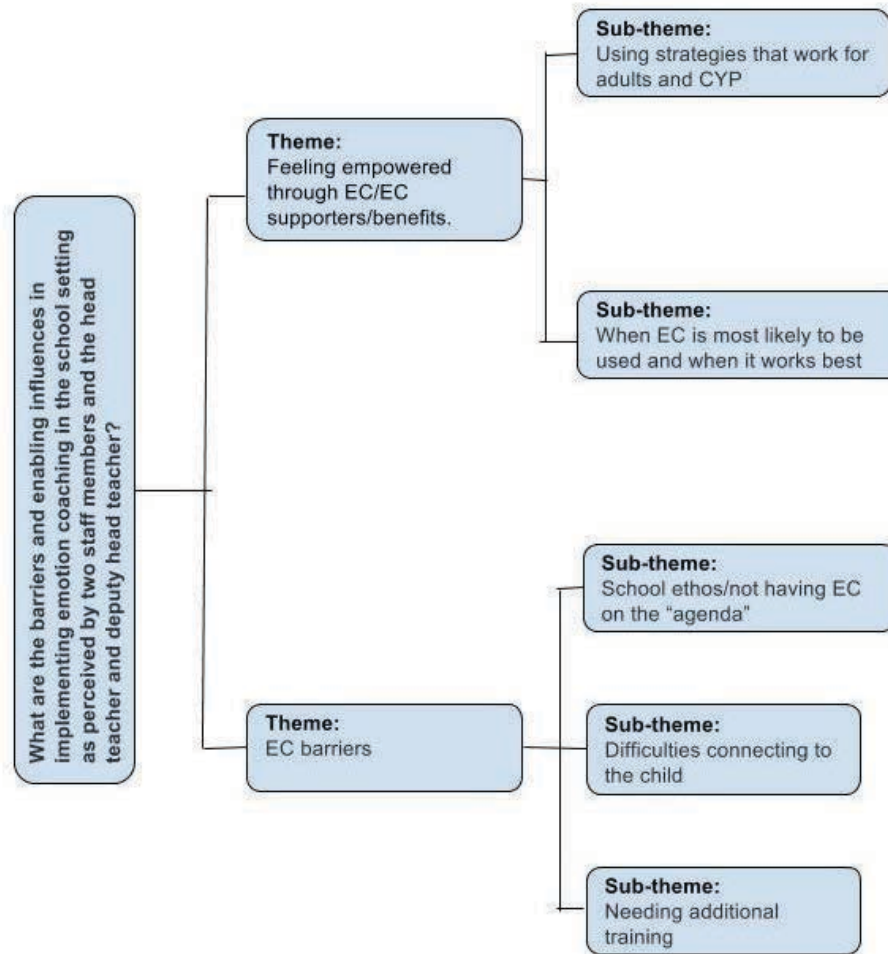 What are the barriers and enabling influences in
implementing emotion coaching in the school setting
as perceived by two staff members and the head
teacher and deputy head teacher?
Theme:
Feeling empowered
through EC/EC
supporters/benefits.
Sub-theme:
Using strategies that work for
adults and CYP
Sub-theme:
When EC is most likely to be
used and when it works best
Theme:
EC barriers
Sub-theme:
School ethos/not having EC
on the “agenda”
Sub-theme:
Difficulties connecting to
the child
Sub-theme:
Needing additional
training